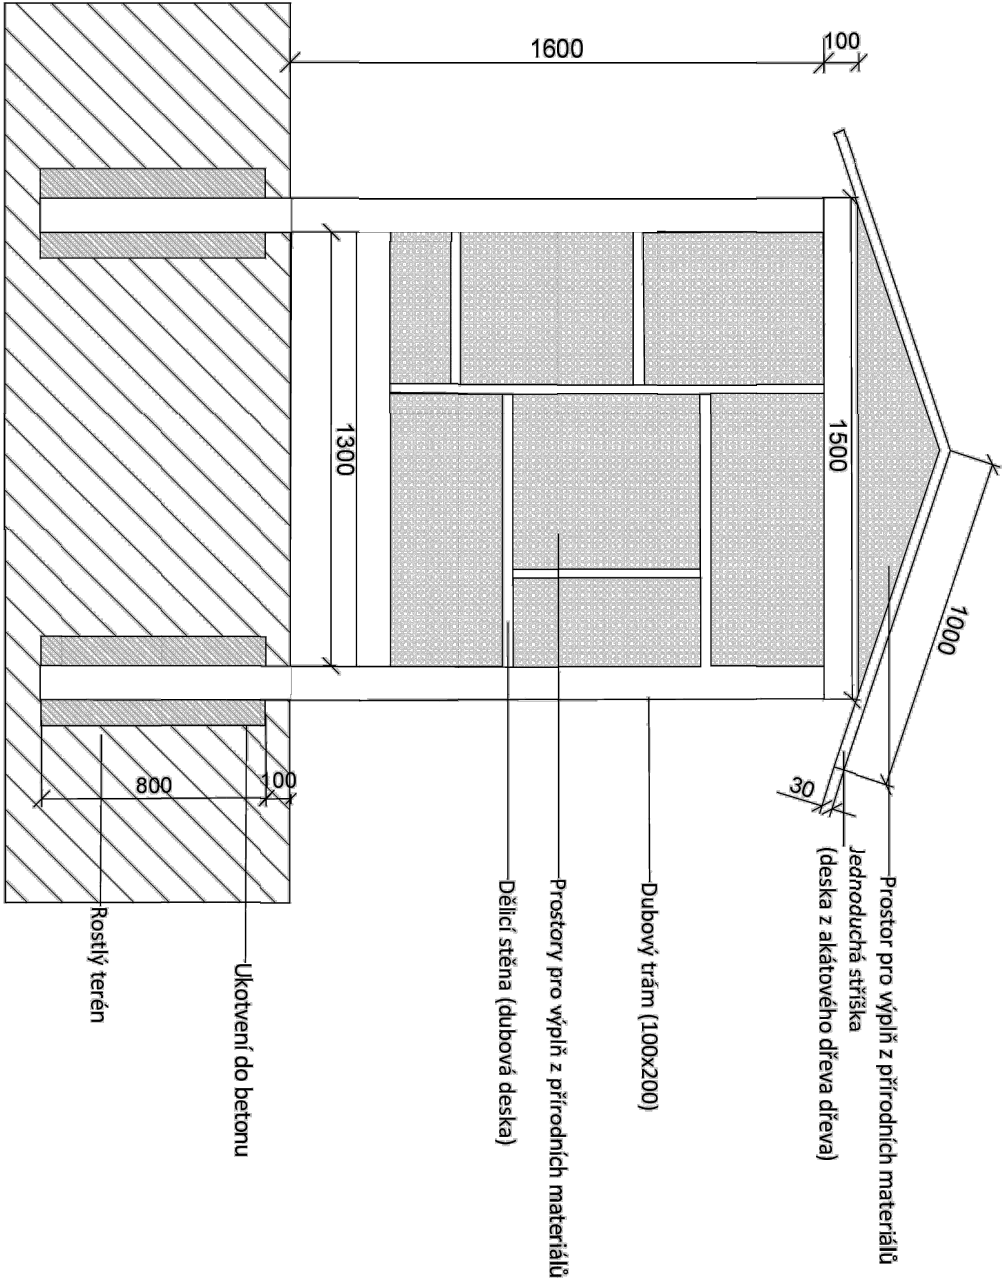 Prostor pro výplň z přírodních materiálů
Jednoduchá stříška
(deska z akátového dřeva dřeva)
Dubový trám (100x200)
Prostory pro výplň z přírodních materiálů
Dělicí stěna (dubová deska)
Ukotvení do betonu
Rostlý terén
1000
30
100
1500
1600
1300
100
800